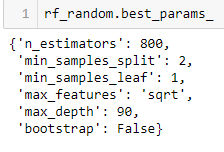 1 rf_random.best_params_
{'n_estimators': 800,
'min_samples_split': 2,
'min_samples_leaf': 1,
'max_features': 'sqrt',
'max_depth': 90,
'bootstrap': False}